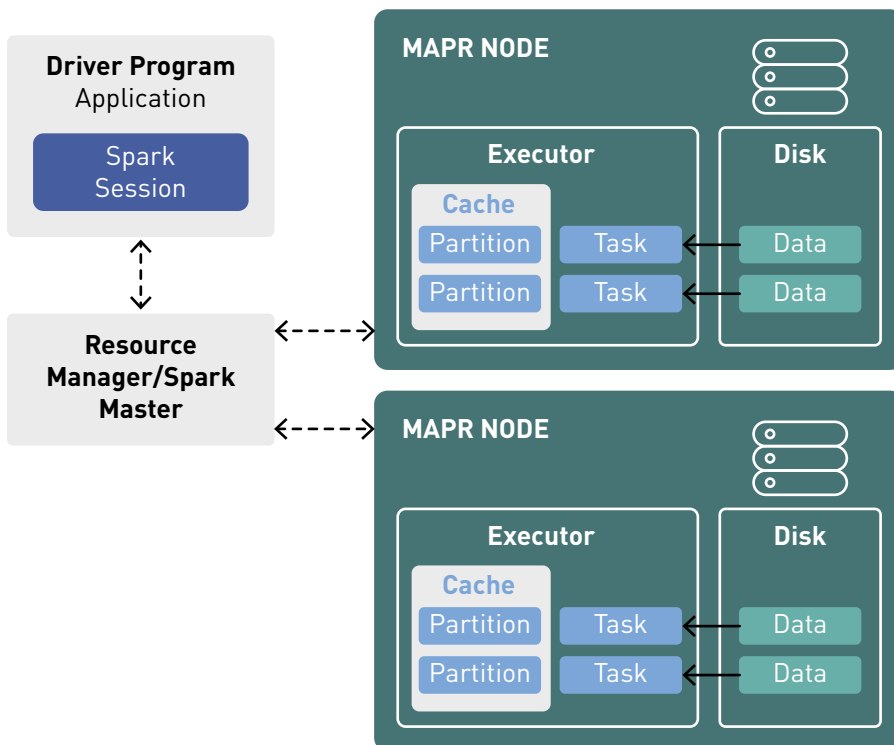 Driver Program
Application
Spark
Session
Resource
Manager/Spark
Master
MAPR NODE
Executor
Disk
Cache
Partition
Task
Data
Partition
Task
Data
MAPR NODE
Executor
Disk
Cache
Partition
Task
Data
Partition
Task
Data